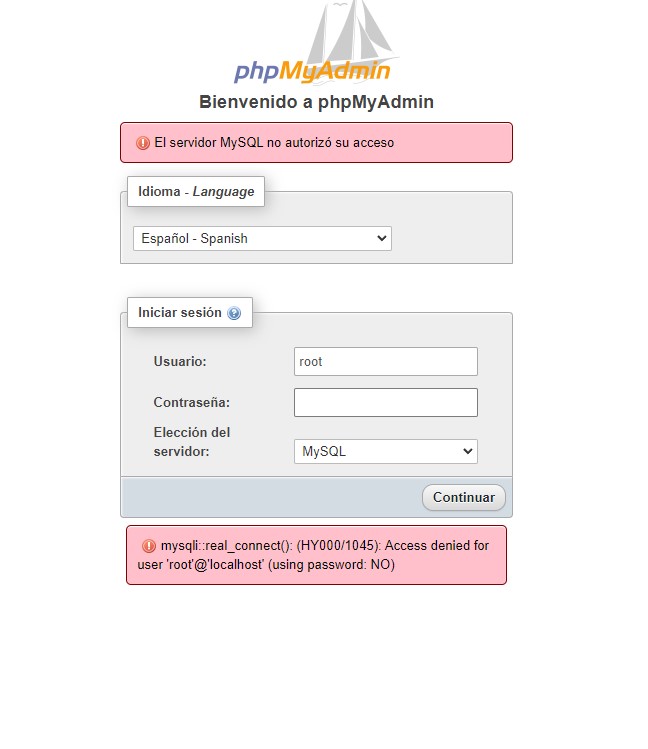 phpMyAdmin
Bienvenido a phpMyAdmin
El servidor MySQL no autorizó su acceso
Idioma - Language
Español - Spanish
Iniciar sesión
Usuario:
root
Contraseña:
Elección del
servidor:
MySQL
Continuar
mysqli::real_connect(): (HY000/1045): Access denied for
user 'root'@'localhost' (using password: NO)